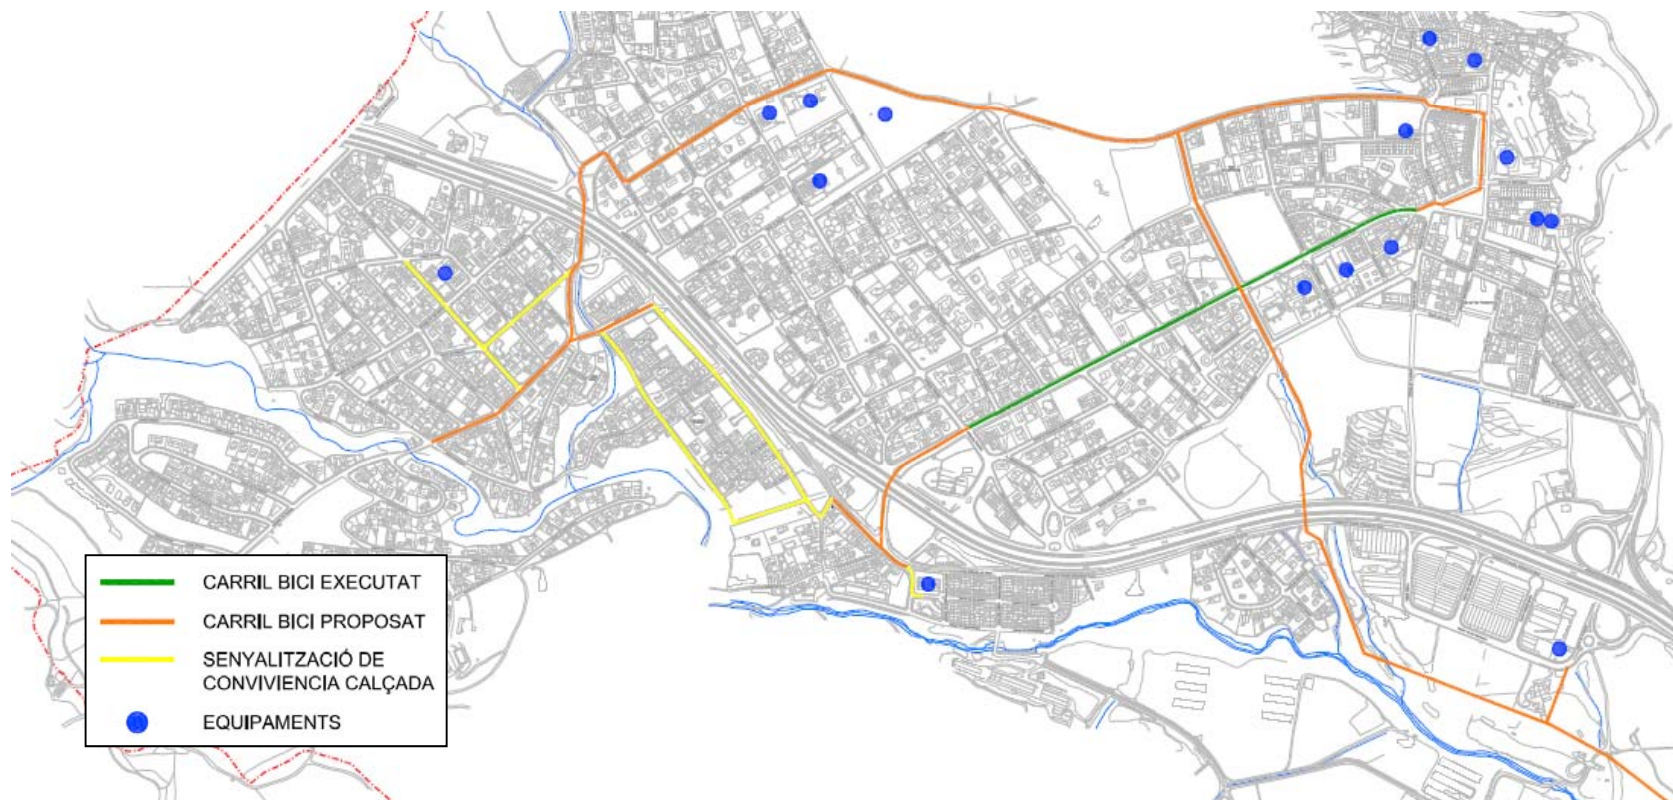 CARRIL BICI EXECUTAT
CARRIL BICI PROPOSAT
SENYALITZACIÓ DE
CONVIVIENCIA CALÇADA
EQUIPAMENTS